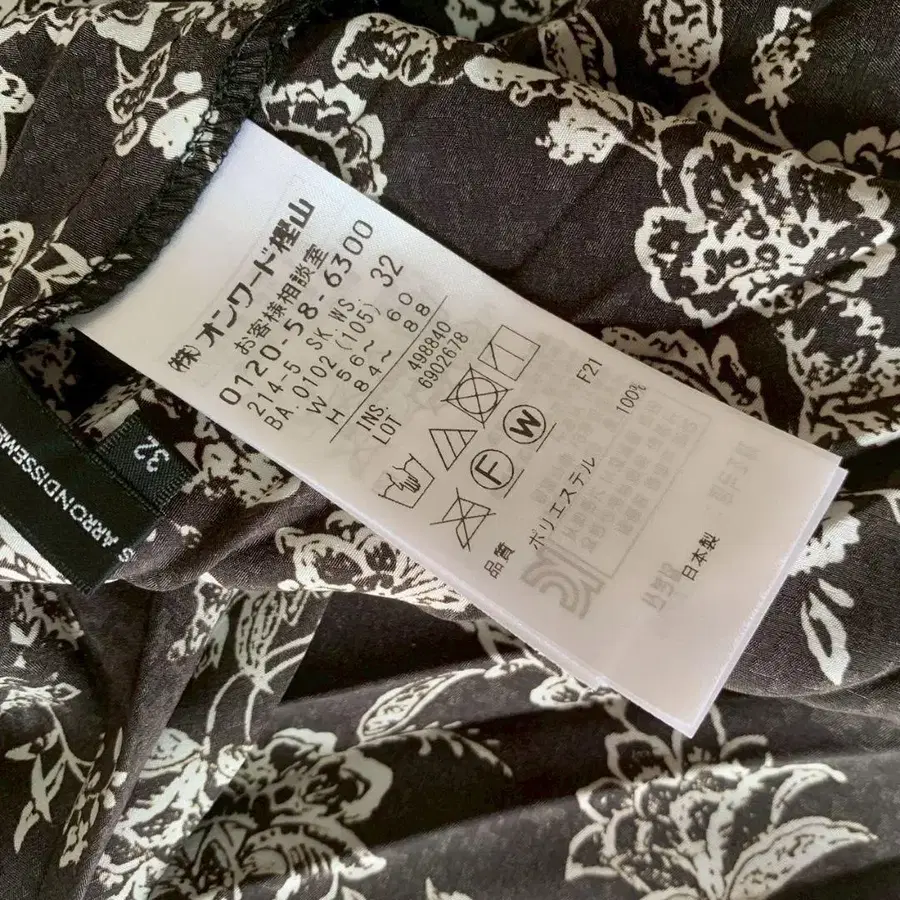 (株)オンワード樫山
お客様相談室
0120-58-6300
214-5 SK WS. 32
BA. 0102 (105)
W 56~ 60
H 84~ 88
INS 498840
LOT 6902678
F W
F21
品質 ポリエステル 100%
日本製
S ARRONDISSEME
32